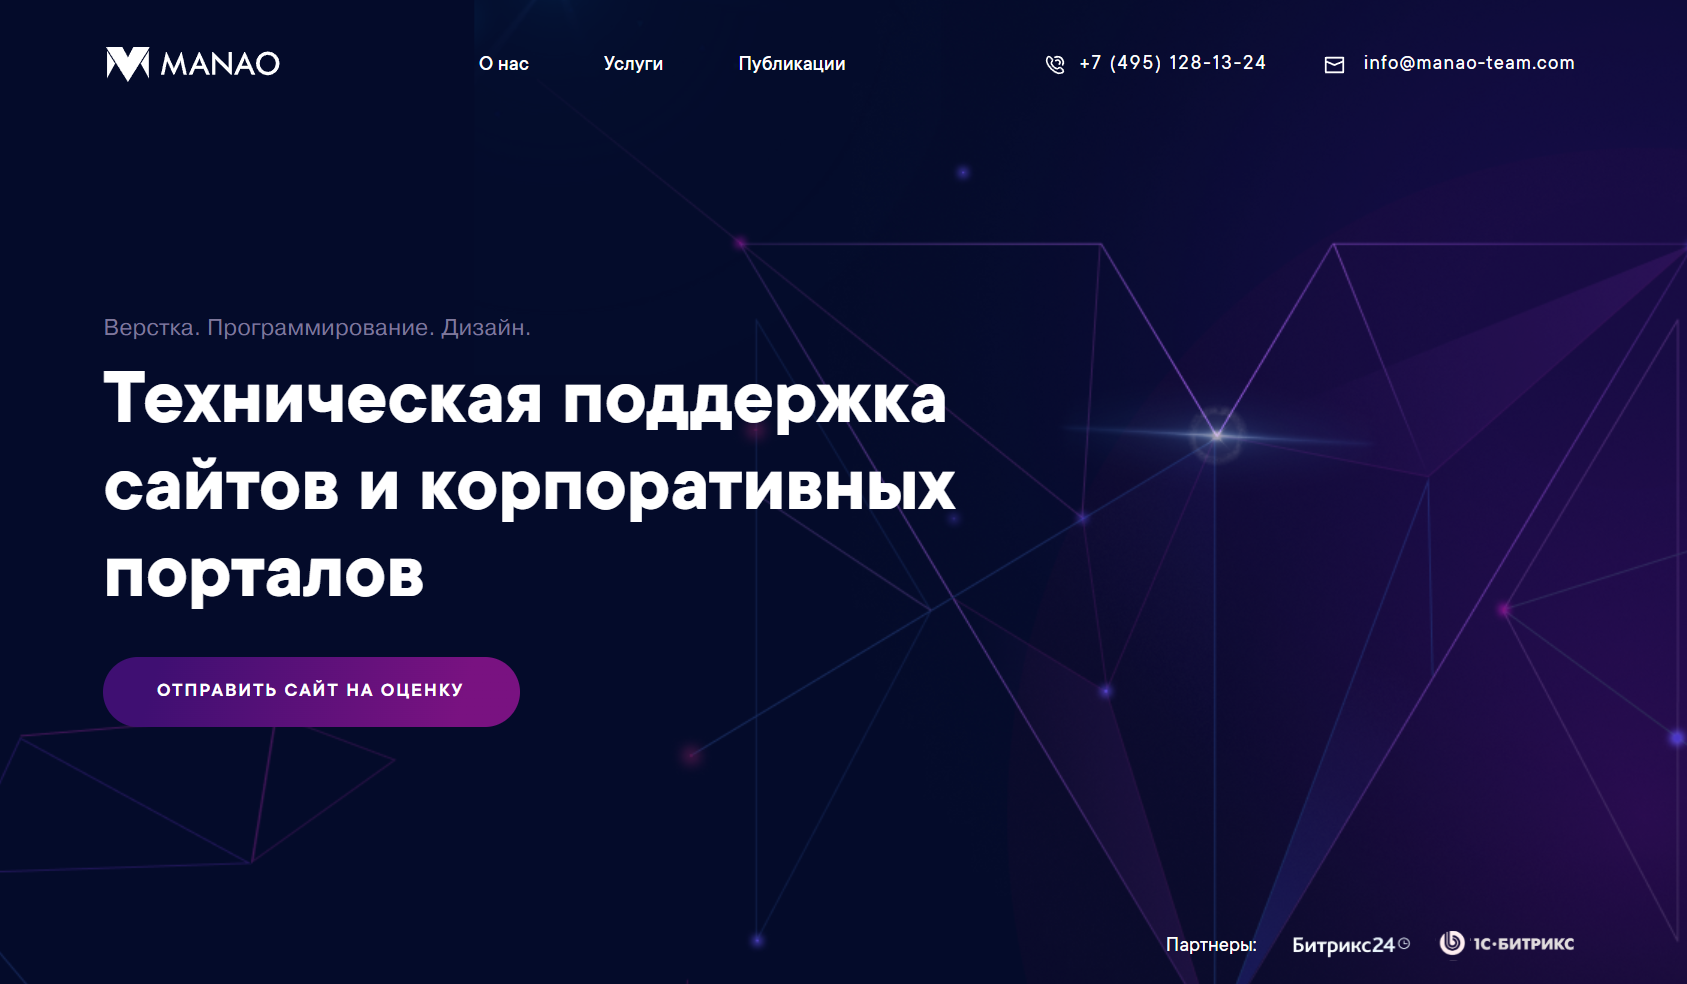 MANAO
О нас
Услуги
Публикации
+7 (495) 128-13-24
info@manao-team.com
Верстка. Программирование. Дизайн.
Техническая поддержка
сайтов и корпоративных
порталов
ОТПРАВИТЬ САЙТ НА ОЦЕНКУ
Партнеры:
Битрикс24
1С·БИТРИКС